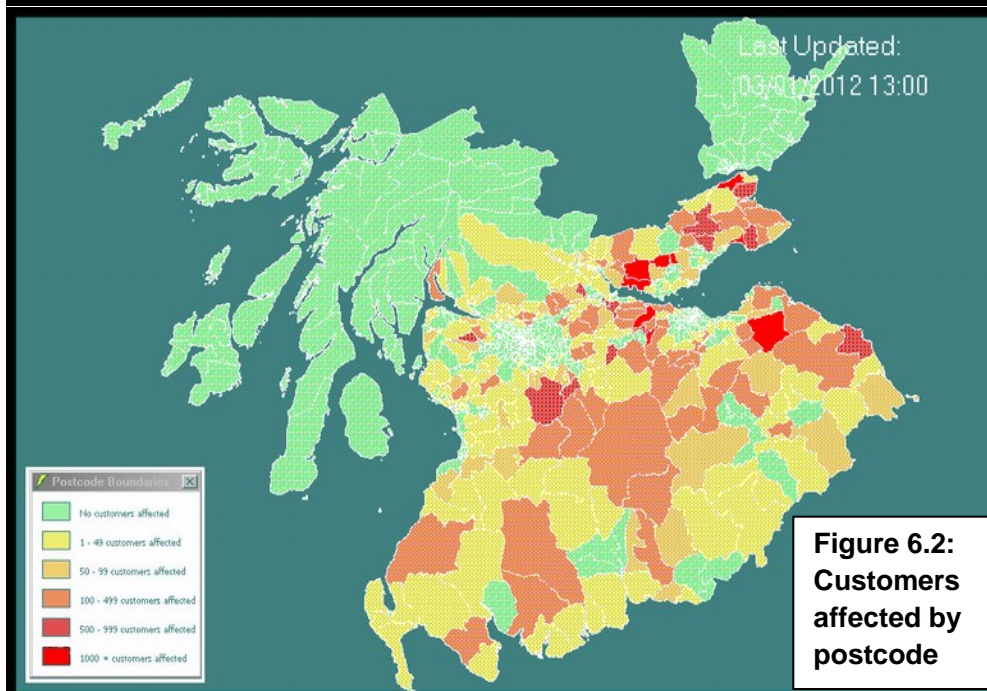 Last Updated:
03/01/2012 13:00
Postcode Boundaries
No customers affected
1 - 49 customers affected
50 - 99 customers affected
100 - 499 customers affected
500 - 999 customers affected
1000 + customers affected
Figure 6.2:
Customers
affected by
postcode